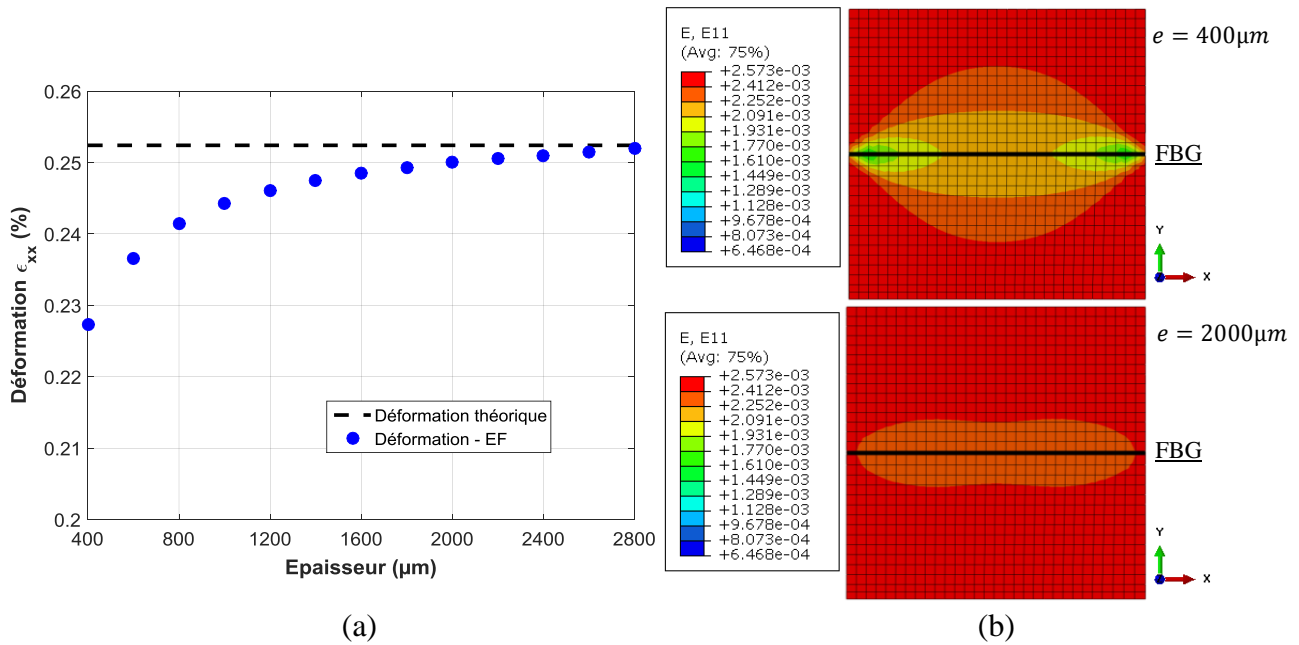 0.26
0.25
0.24
0.23
0.22
0.21
0.2
Déformation ϵxx (%)
400 800 1200 1600 2000 2400 2800
Epaisseur (µm)
Déformation théorique
Déformation - EF
(a)
E, E11
(Avg: 75%)
+2.573e-03
+2.412e-03
+2.252e-03
+2.091e-03
+1.931e-03
+1.770e-03
+1.610e-03
+1.449e-03
+1.289e-03
+1.128e-03
+9.678e-04
+8.073e-04
+6.468e-04
e = 400µm
FBG
Y
X
E, E11
(Avg: 75%)
+2.573e-03
+2.412e-03
+2.252e-03
+2.091e-03
+1.931e-03
+1.770e-03
+1.610e-03
+1.449e-03
+1.289e-03
+1.128e-03
+9.678e-04
+8.073e-04
+6.468e-04
e = 2000µm
FBG
Y
X
(b)